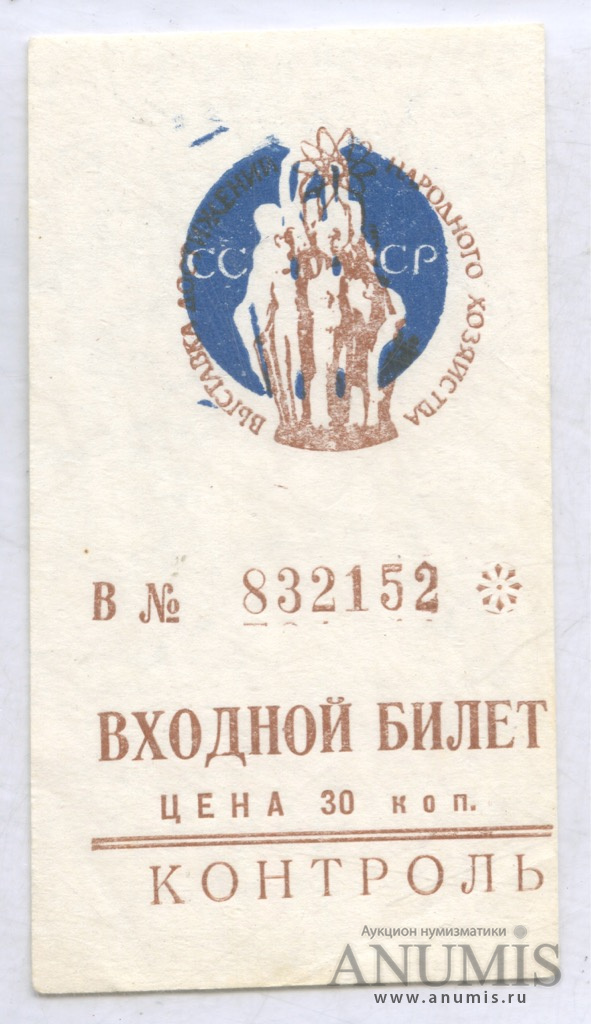 ВЫСТАВКА ДОСТИЖЕНИЙ НАРОДНОГО ХОЗЯЙСТВА
СССР
В № 832152
ВХОДНОЙ БИЛЕТ
ЦЕНА 30 коп.
КОНТРОЛЬ
Аукцион нумизматики
ANUMIS
www.anumis.ru